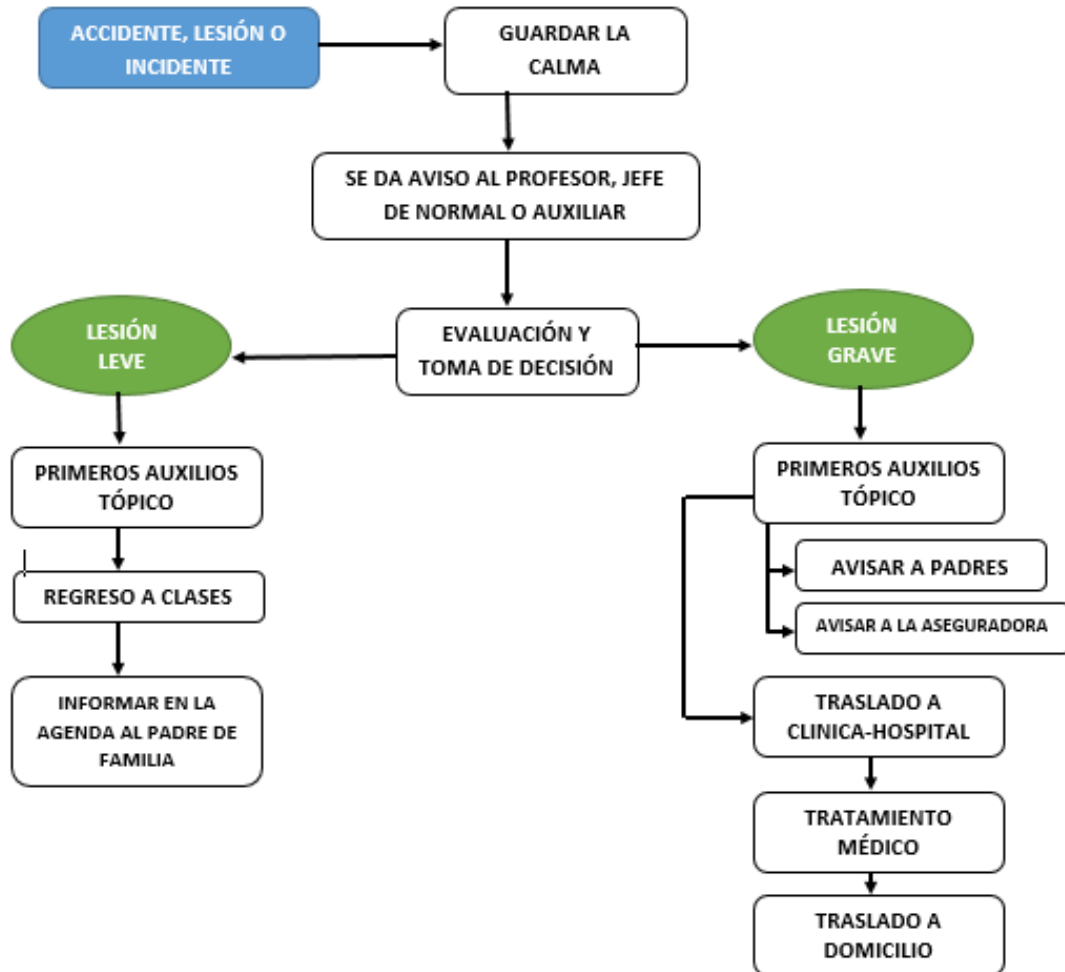 ACCIDENTE, LESIÓN O
INCIDENTE
GUARDAR LA
CALMA
SE DA AVISO AL PROFESOR, JEFE
DE NORMAL O AUXILIAR
EVALUACIÓN Y
TOMA DE DECISIÓN
LESIÓN
LEVE
PRIMEROS AUXILIOS
TÓPICO
REGRESO A CLASES
INFORMAR EN LA
AGENDA AL PADRE DE
FAMILIA
LESIÓN
GRAVE
PRIMEROS AUXILIOS
TÓPICO
AVISAR A PADRES
AVISAR A LA ASEGURADORA
TRASLADO A
CLINICA-HOSPITAL
TRATAMIENTO
MÉDICO
TRASLADO A
DOMICILIO